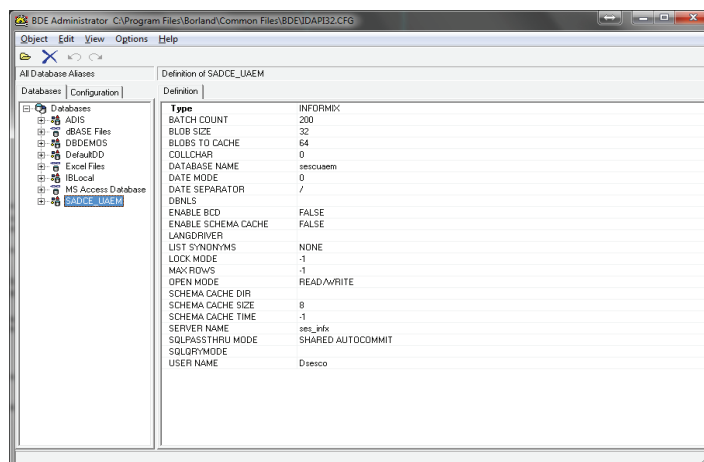 BDE Administrator C:\Program Files\Borland\Common Files\BDE\IDAPI32.CFG
Object Edit View Options Help
All Database Aliases Definition of SADCE_UAEM
Databases Configuration Definition
Databases
ADIS
dBASE Files
DBDEMOS
DefaultDD
Excel Files
IBLocal
MS Access Database
SADCE_UAEM
Type INFORMIX
BATCH COUNT 200
BLOB SIZE 32
BLOBS TO CACHE 64
COLLCHAR 0
DATABASE NAME sescuaem
DATE MODE 0
DATE SEPARATOR /
DBNLS
ENABLE BCD FALSE
ENABLE SCHEMA CACHE FALSE
LANGDRIVER
LIST SYNONYMS NONE
LOCK MODE -1
MAX ROWS -1
OPEN MODE READ/WRITE
SCHEMA CACHE DIR
SCHEMA CACHE SIZE 8
SCHEMA CACHE TIME -1
SERVER NAME ses_infx
SQLPASSTHRU MODE SHARED AUTOCOMMIT
SQLQRYMODE
USER NAME Dsesco